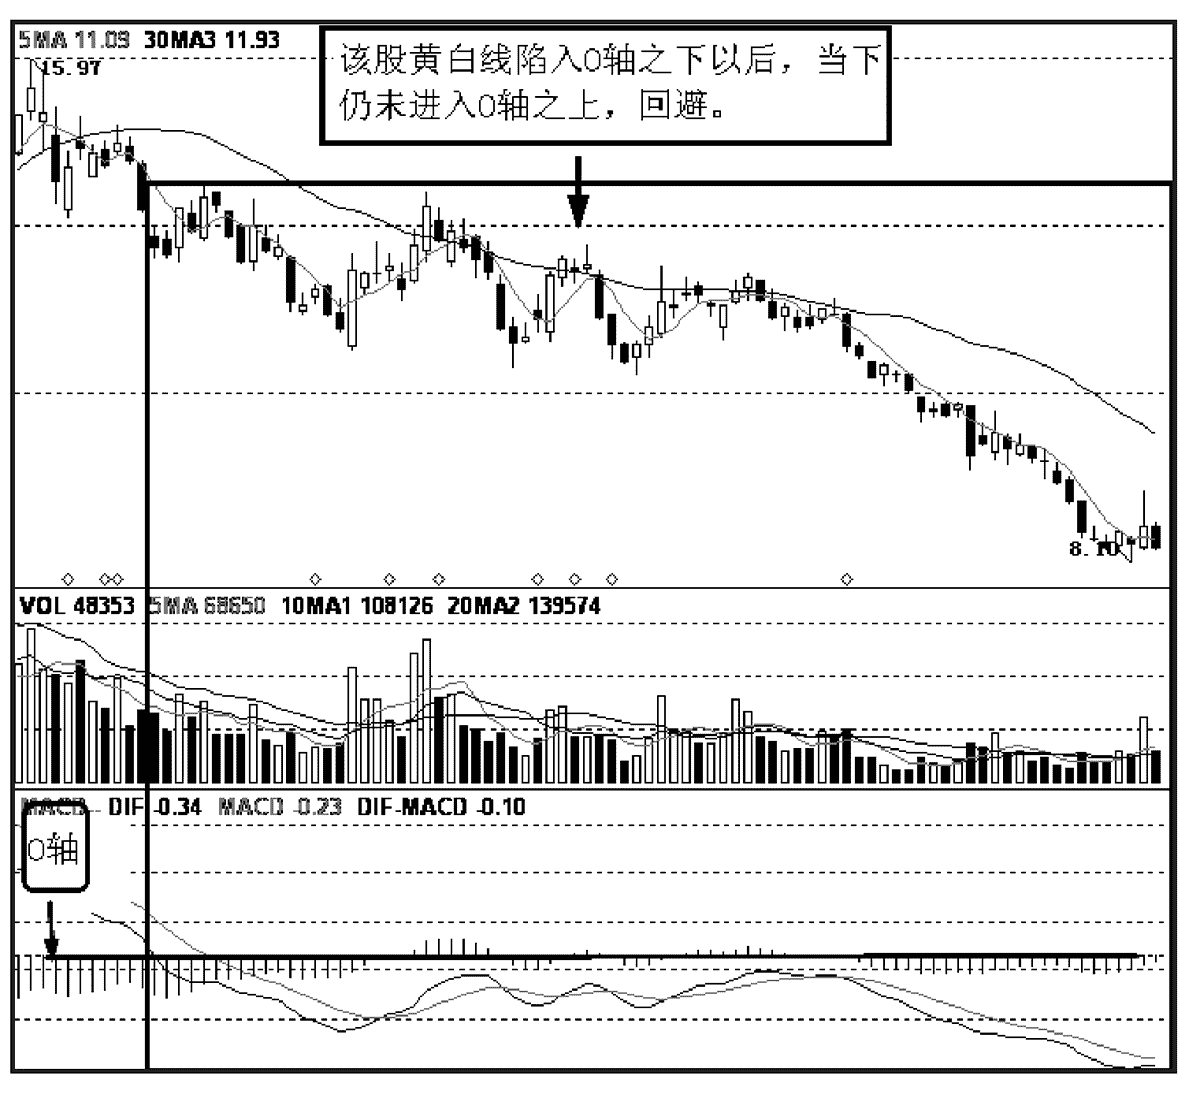 5MA 11.09 30MA3 11.93
该股黄白线陷入0轴之下以后，当下
仍未进入0轴之上，回避。
15.97
8.10
VOL 48353 5MA 68650 10MA1 108126 20MA2 139574
MACD DIF -0.34 MACD -0.23 DIF-MACD -0.10
0轴